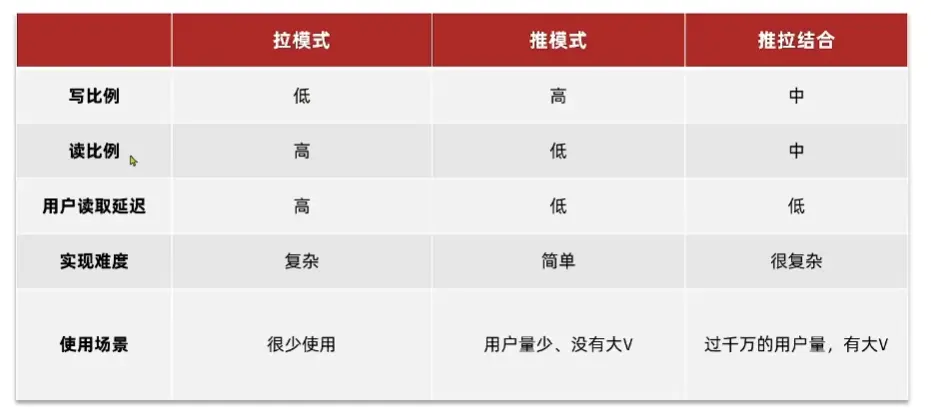 拉模式 推模式 推拉结合
写比例 低 高 中
读比例 高 低 中
用户读取延迟 高 低 低
实现难度 复杂 简单 很复杂
使用场景 很少使用 用户量少、没有大V 过千万的用户量，有大V